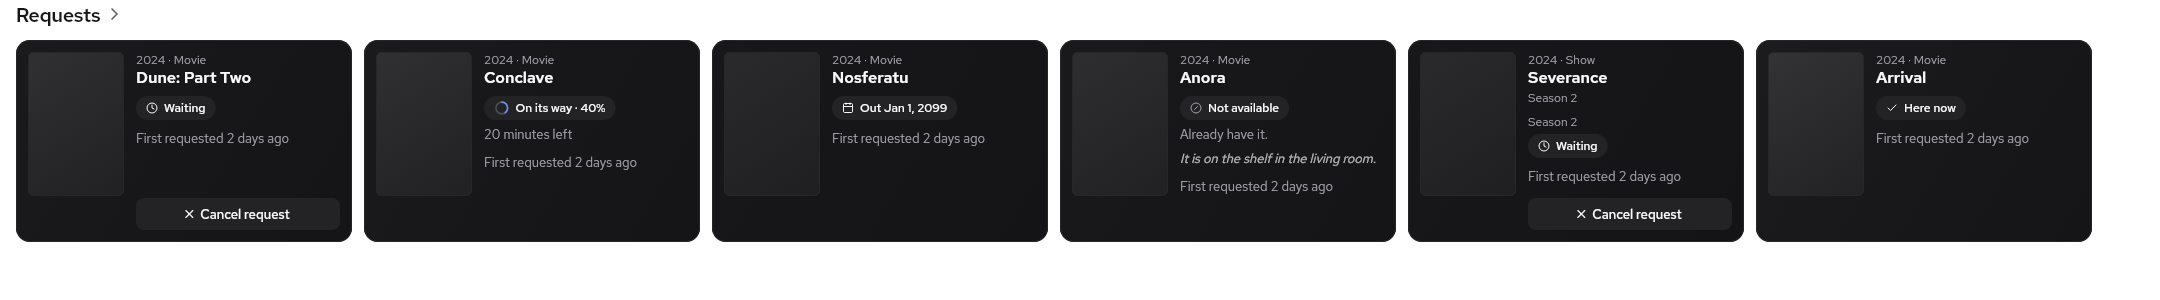 Requests
2024 · Movie
Dune: Part Two
Waiting
First requested 2 days ago
Cancel request
2024 · Movie
Conclave
On its way · 40%
20 minutes left
First requested 2 days ago
2024 · Movie
Nosferatu
Out Jan 1, 2099
First requested 2 days ago
2024 · Movie
Anora
Not available
Already have it.
It is on the shelf in the living room.
First requested 2 days ago
2024 · Show
Severance
Season 2
Season 2
Waiting
First requested 2 days ago
Cancel request
2024 · Movie
Arrival
Here now
First requested 2 days ago